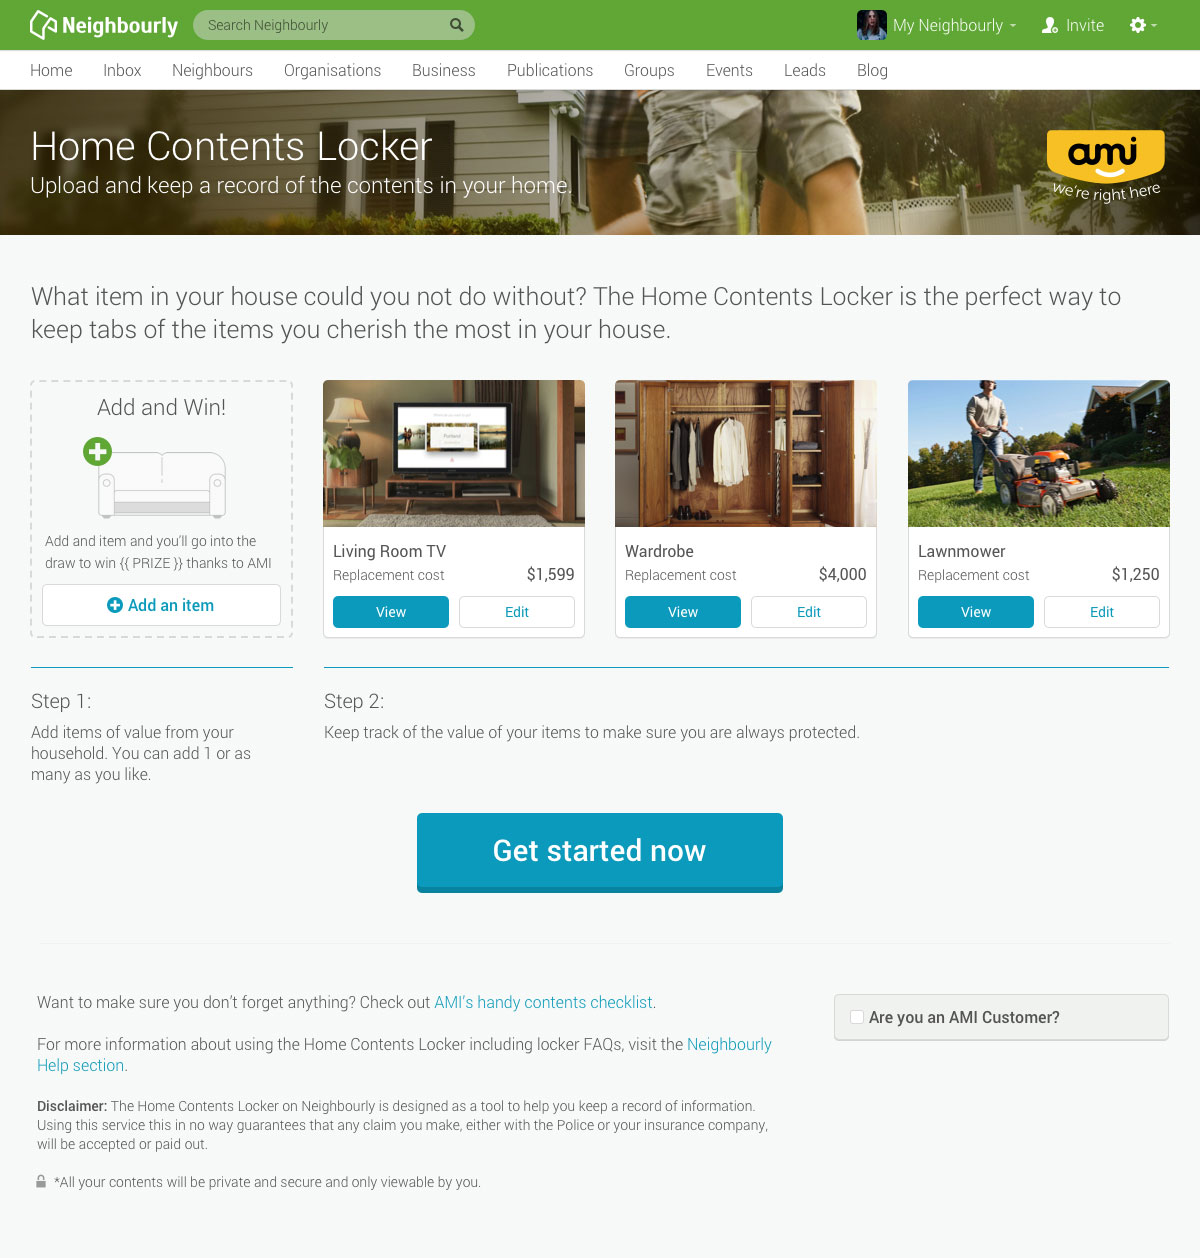 Neighbourly
Search Neighbourly
My Neighbourly
Invite
Home Inbox Neighbours Organisations Business Publications Groups Events Leads Blog
Home Contents Locker
Upload and keep a record of the contents in your home.
ami
we're right here
What item in your house could you not do without? The Home Contents Locker is the perfect way to
keep tabs of the items you cherish the most in your house.
Add and Win!
Add and item and you'll go into the
draw to win {{ PRIZE }} thanks to AMI
Add an item
Living Room TV
Replacement cost $1,599
View Edit
Wardrobe
Replacement cost $4,000
View Edit
Lawnmower
Replacement cost $1,250
View Edit
Step 1:
Add items of value from your
household. You can add 1 or as
many as you like.
Step 2:
Keep track of the value of your items to make sure you are always protected.
Get started now
Want to make sure you don't forget anything? Check out AMI's handy contents checklist.
For more information about using the Home Contents Locker including locker FAQs, visit the Neighbourly
Help section.
Disclaimer: The Home Contents Locker on Neighbourly is designed as a tool to help you keep a record of information.
Using this service this in no way guarantees that any claim you make, either with the Police or your insurance company,
will be accepted or paid out.
*All your contents will be private and secure and only viewable by you.
Are you an AMI Customer?